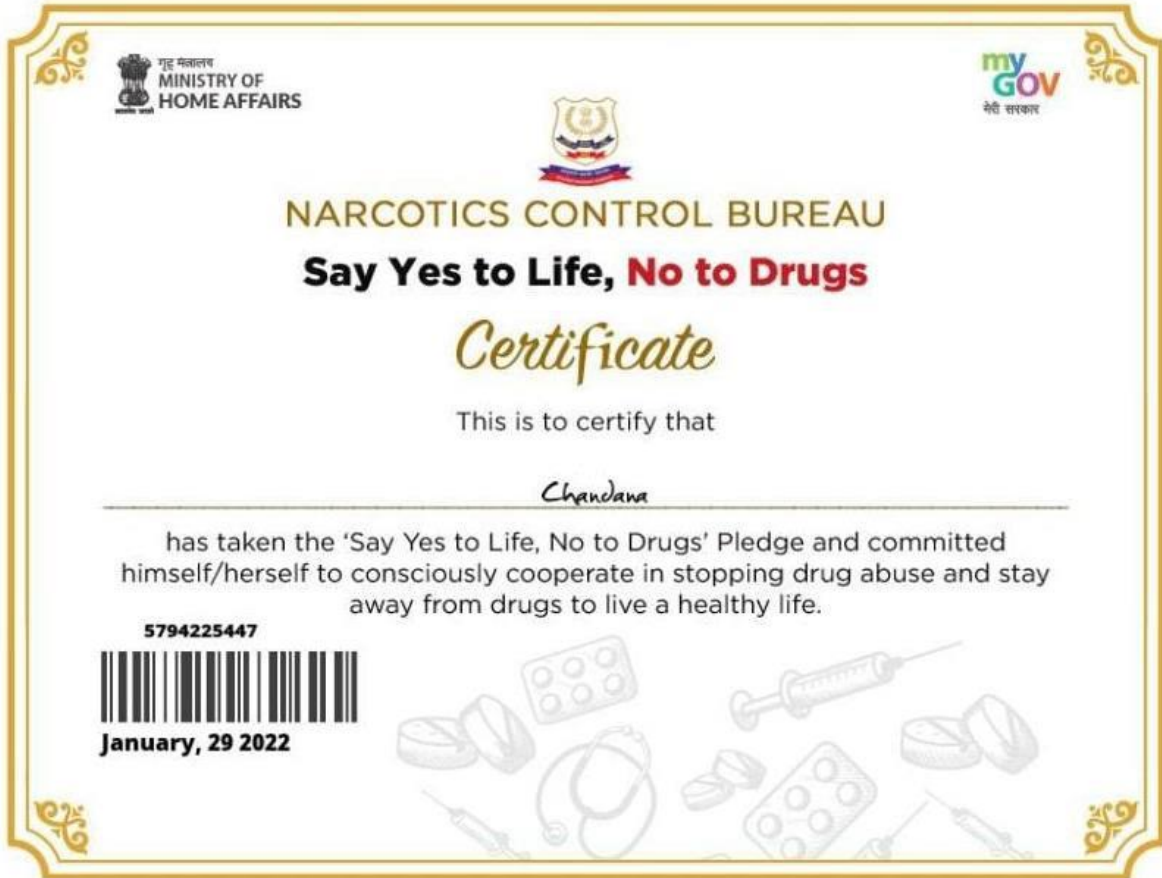 गृह मंत्रालय
MINISTRY OF
HOME AFFAIRS
my
GOV
मेरी सरकार
NARCOTICS CONTROL BUREAU
Say Yes to Life, No to Drugs
Certificate
This is to certify that
Chandana
has taken the ‘Say Yes to Life, No to Drugs’ Pledge and committed
himself/herself to consciously cooperate in stopping drug abuse and stay
away from drugs to live a healthy life.
5794225447
January, 29 2022